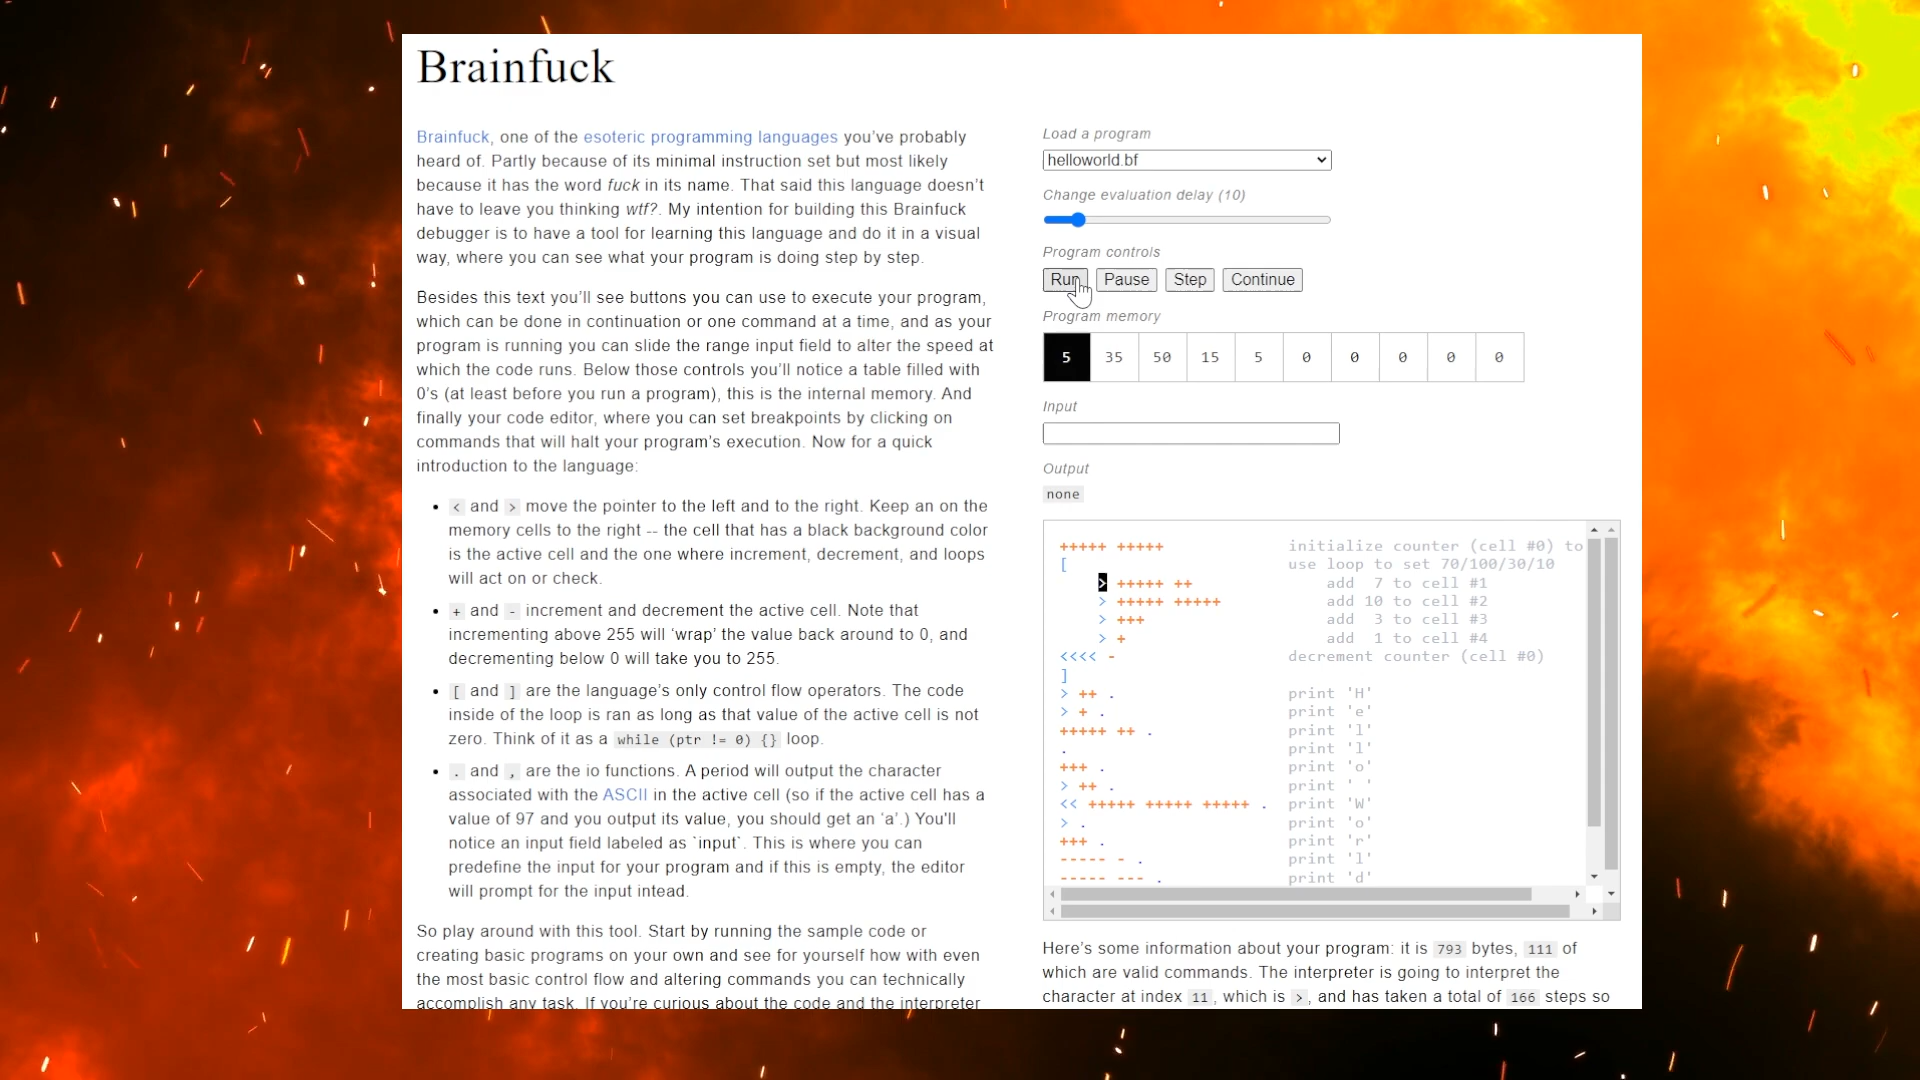 Brainfuck
Brainfuck, one of the esoteric programming languages you've probably
heard of. Partly because of its minimal instruction set but most likely
because it has the word fuck in its name. That said this language doesn't
have to leave you thinking wtf?. My intention for building this Brainfuck
debugger is to have a tool for learning this language and do it in a visual
way, where you can see what your program is doing step by step.
Besides this text you'll see buttons you can use to execute your program,
which can be done in continuation or one command at a time, and as your
program is running you can slide the range input field to alter the speed at
which the code runs. Below those controls you'll notice a table filled with
0's (at least before you run a program), this is the internal memory. And
finally your code editor, where you can set breakpoints by clicking on
commands that will halt your program's execution. Now for a quick
introduction to the language:
• < and > move the pointer to the left and to the right. Keep an on the
memory cells to the right -- the cell that has a black background color
is the active cell and the one where increment, decrement, and loops
will act on or check.
• + and - increment and decrement the active cell. Note that
incrementing above 255 will 'wrap' the value back around to 0, and
decrementing below 0 will take you to 255.
• [ and ] are the language's only control flow operators. The code
inside of the loop is ran as long as that value of the active cell is not
zero. Think of it as a while (ptr != 0) {} loop.
• . and , are the io functions. A period will output the character
associated with the ASCII in the active cell (so if the active cell has a
value of 97 and you output its value, you should get an 'a'.) You'll
notice an input field labeled as `input`. This is where you can
predefine the input for your program and if this is empty, the editor
will prompt for the input intead.
So play around with this tool. Start by running the sample code or
creating basic programs on your own and see for yourself how with even
the most basic control flow and altering commands you can technically
accomplish any task. If you're curious about the code and the interpreter
Load a program
helloworld.bf
Change evaluation delay (10)
Program controls
Run Pause Step Continue
Program memory
5 35 50 15 5 0 0 0 0 0
Input
Output
none
+++++ +++++ initialize counter (cell #0) to
[ use loop to set 70/100/30/10
> +++++ ++ add 7 to cell #1
> +++++ +++++ add 10 to cell #2
> +++ add 3 to cell #3
> + add 1 to cell #4
<<<< - decrement counter (cell #0)
]
> ++ . print 'H'
> + . print 'e'
+++++ ++ . print 'l'
. print 'l'
+++ . print 'o'
> ++ . print ' '
<< +++++ +++++ +++++ . print 'W'
> . print 'o'
+++ . print 'r'
----- - . print 'l'
----- --- . print 'd'
Here's some information about your program: it is 793 bytes, 111 of
which are valid commands. The interpreter is going to interpret the
character at index 11, which is >, and has taken a total of 166 steps so